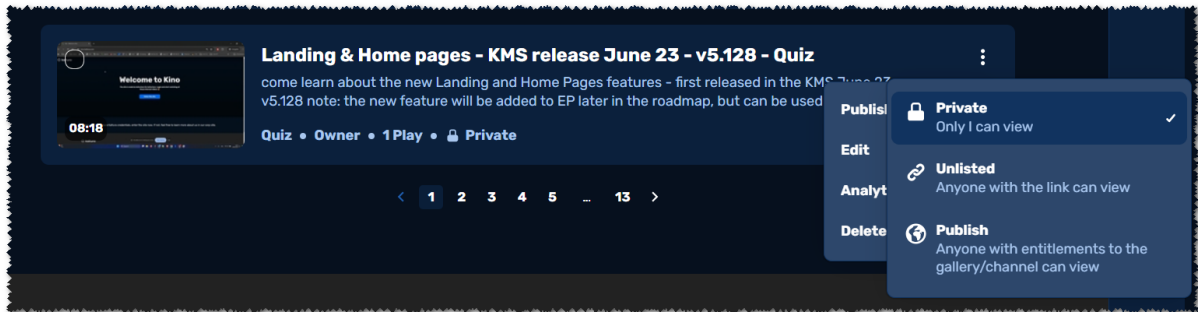 Landing & Home pages - KMS release June 23 - v5.128 - Quiz
Welcome to Kino
08:18
come learn about the new Landing and Home Pages features - first released in the KMS June 23
v5.128 note: the new feature will be added to EP later in the roadmap, but can be used
Quiz • Owner • 1 Play • Private
Edit
Delete
Private
Only I can view
Unlisted
Anyone with the link can view
Publish
Anyone with entitlements to the
gallery/channel can view
1 2 3 4 5 … 13